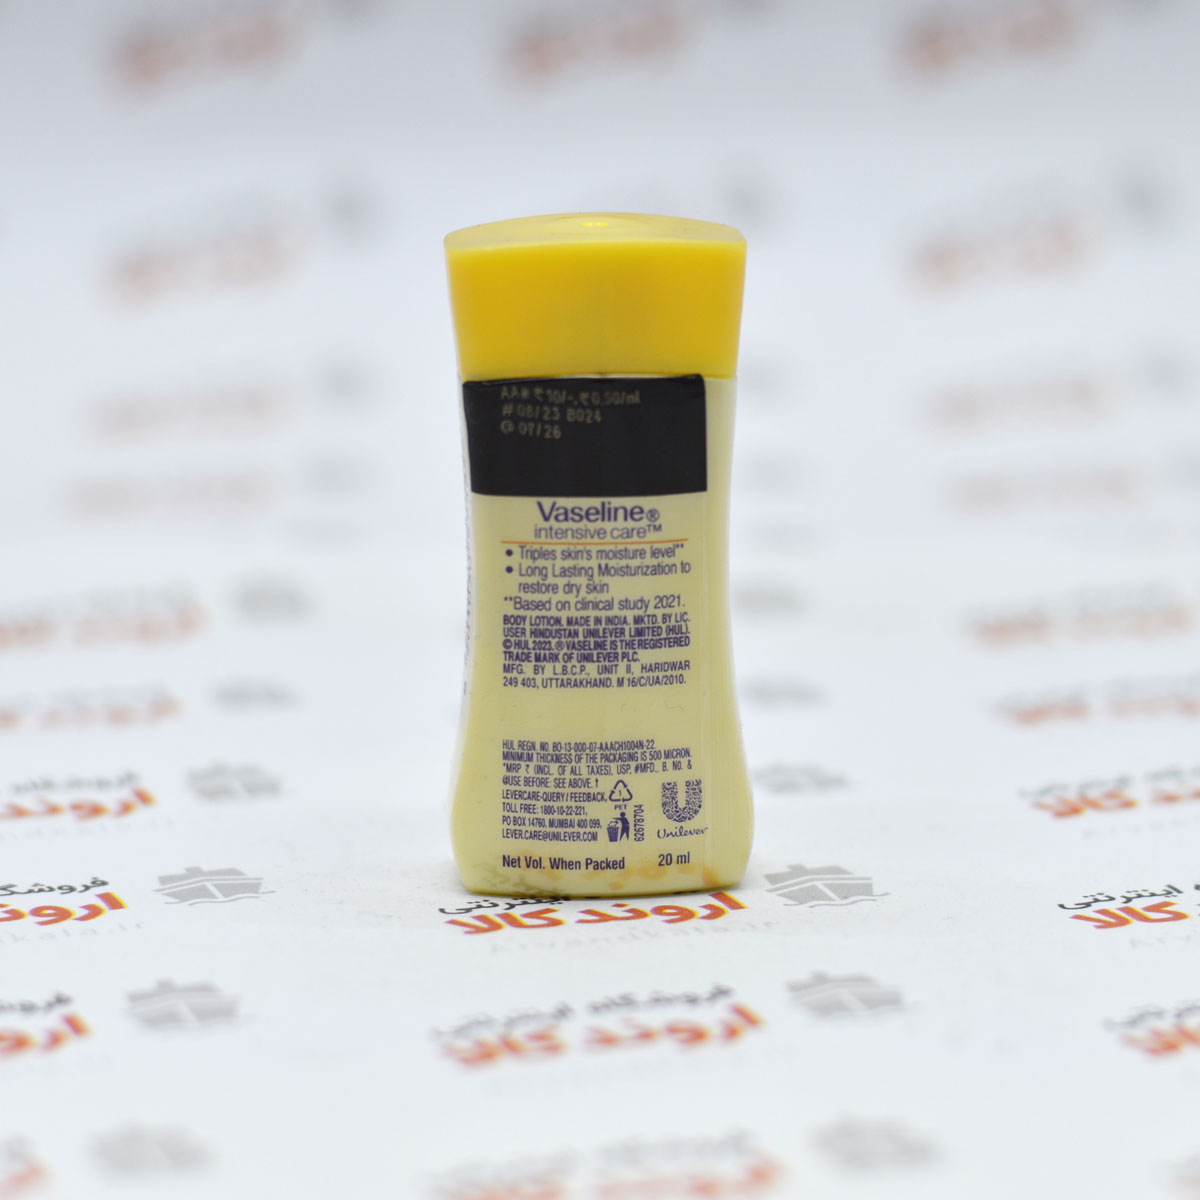 AA* ₹10/-, ₹0.50/ml
#08/23 B024
@ 07/26
Vaseline®
intensive care™
• Triples skin's moisture level**
• Long Lasting Moisturization to
restore dry skin
**Based on clinical study 2021.
BODY LOTION. MADE IN INDIA. MKTD. BY LIC.
USER HINDUSTAN UNILEVER LIMITED (HUL).
© HUL 2023. ® VASELINE IS THE REGISTERED
TRADE MARK OF UNILEVER PLC.
MFG. BY L.B.C.P., UNIT II, HARIDWAR
249 403, UTTARAKHAND. M 16/C/UA/2010.
HUL REGN. NO. BO-13-000-07-AAACH1004N-22
MINIMUM THICKNESS OF THE PACKAGING IS 500 MICRON.
*MRP ₹ (INCL. OF ALL TAXES), USP, #MFD., B. No. &
@USE BEFORE: SEE ABOVE. †
LEVERCARE-QUERY / FEEDBACK,
TOLL FREE: 1800-10-22-221,
PO BOX 14760, MUMBAI 400 099,
LEVER.CARE@UNILEVER.COM
PET
62678704
Unilever
Net Vol. When Packed 20 ml
فروشگاه اینترنتی
اروند کالا
Arvandkala.ir